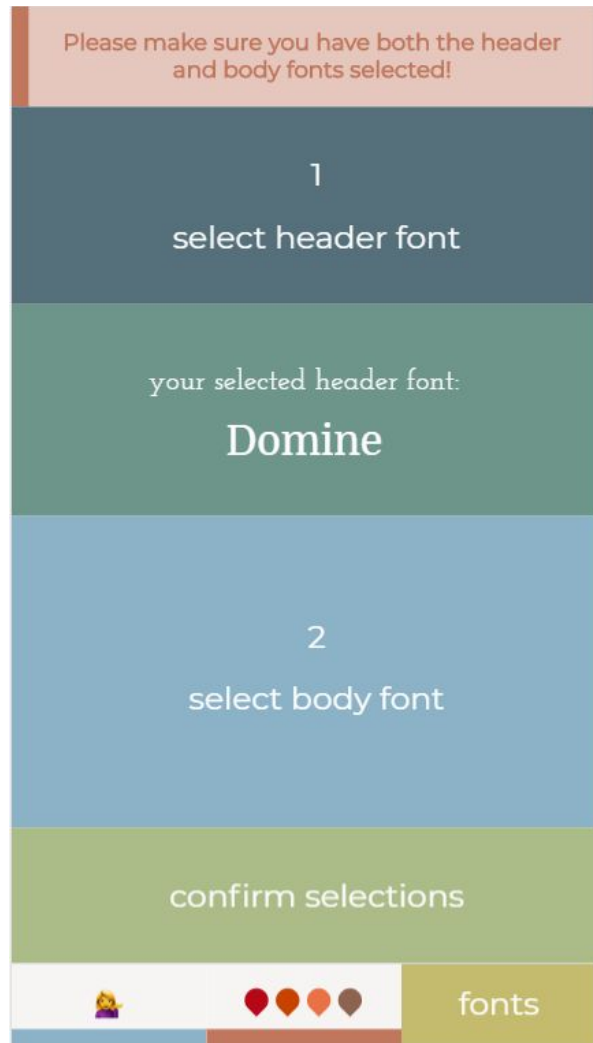 Please make sure you have both the header
and body fonts selected!
1
select header font
your selected header font:
Domine
2
select body font
confirm selections
fonts